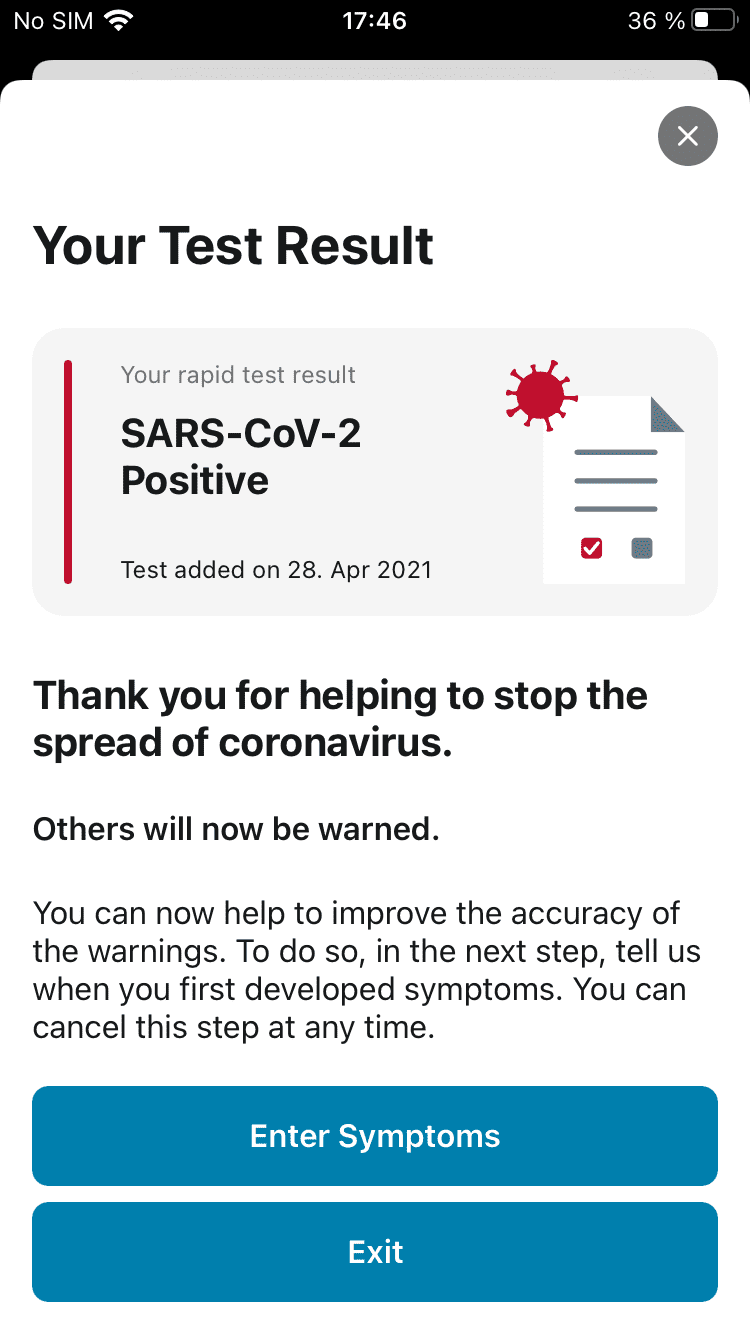 No SIM 17:46 36 %
Your Test Result
Your rapid test result
SARS-CoV-2
Positive
Test added on 28. Apr 2021
Thank you for helping to stop the
spread of coronavirus.
Others will now be warned.
You can now help to improve the accuracy of
the warnings. To do so, in the next step, tell us
when you first developed symptoms. You can
cancel this step at any time.
Enter Symptoms
Exit